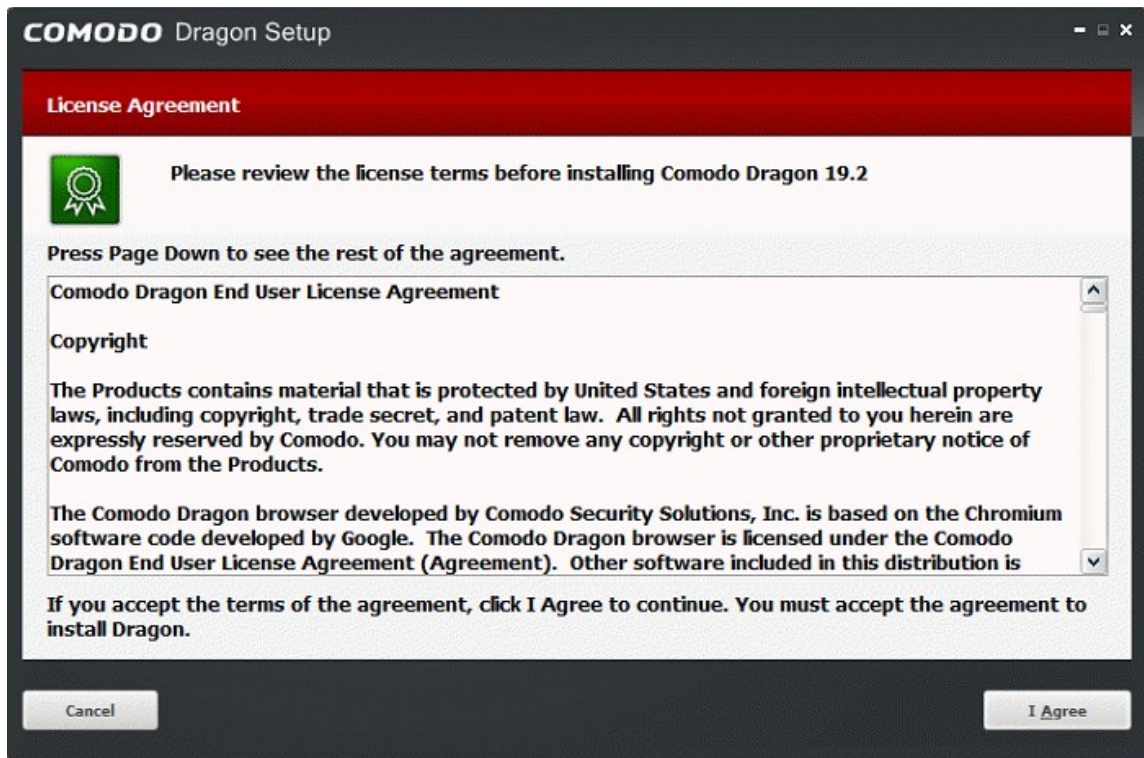 COMODO Dragon Setup
License Agreement
Please review the license terms before installing Comodo Dragon 19.2
Press Page Down to see the rest of the agreement.
Comodo Dragon End User License Agreement
Copyright
The Products contains material that is protected by United States and foreign intellectual property
laws, including copyright, trade secret, and patent law.  All rights not granted to you herein are
expressly reserved by Comodo. You may not remove any copyright or other proprietary notice of
Comodo from the Products.
The Comodo Dragon browser developed by Comodo Security Solutions, Inc. is based on the Chromium
software code developed by Google.  The Comodo Dragon browser is licensed under the Comodo
Dragon End User License Agreement (Agreement).  Other software included in this distribution is
If you accept the terms of the agreement, click I Agree to continue. You must accept the agreement to
install Dragon.
Cancel
I Agree